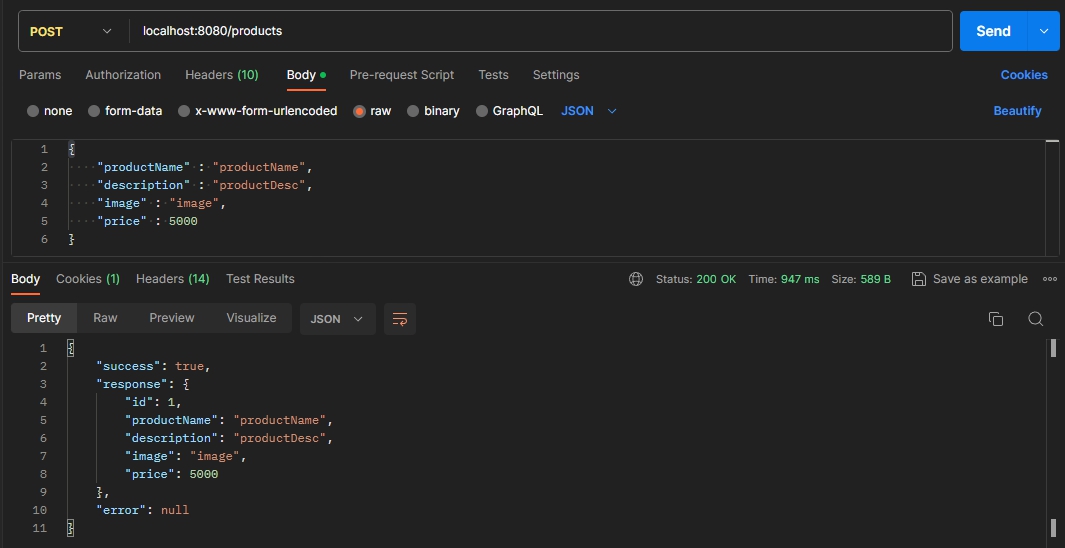 POST localhost:8080/products Send
Params Authorization Headers (10) Body Pre-request Script Tests Settings Cookies
none form-data x-www-form-urlencoded raw binary GraphQL JSON Beautify
1 {
2 "productName" : "productName",
3 "description" : "productDesc",
4 "image" : "image",
5 "price" : 5000
6 }
Body Cookies (1) Headers (14) Test Results Status: 200 OK Time: 947 ms Size: 589 B Save as example
Pretty Raw Preview Visualize JSON
1 {
2 "success": true,
3 "response": {
4 "id": 1,
5 "productName": "productName",
6 "description": "productDesc",
7 "image": "image",
8 "price": 5000
9 },
10 "error": null
11 }